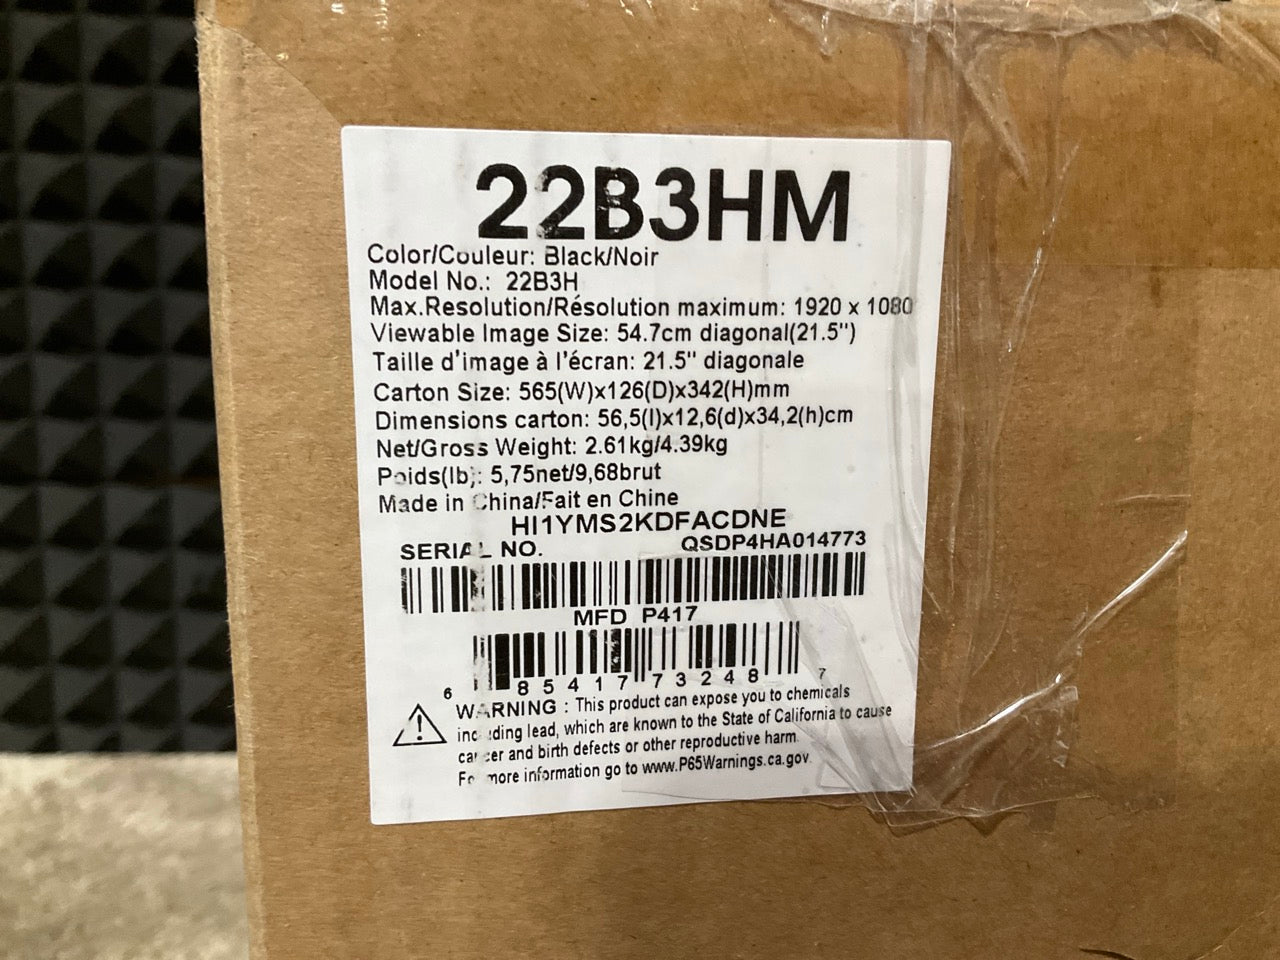 22B3HM
Color/Couleur: Black/Noir
Model No.: 22B3H
Max.Resolution/Résolution maximum: 1920 x 1080
Viewable Image Size: 54.7cm diagonal(21.5")
Taille d'image à l'écran: 21.5" diagonale
Carton Size: 565(W)x126(D)x342(H)mm
Dimensions carton: 56,5(l)x12,6(d)x34,2(h)cm
Net/Gross Weight: 2.61kg/4.39kg
Poids(lb): 5,75net/9,68brut
Made in China/Fait en Chine
HI1YMS2KDFACDNE
SERIAL NO. QSDP4HA014773
MFD P417
6 85417 73248 7
WARNING : This product can expose you to chemicals
including lead, which are known to the State of California to cause
cancer and birth defects or other reproductive harm.
For more information go to www.P65Warnings.ca.gov.